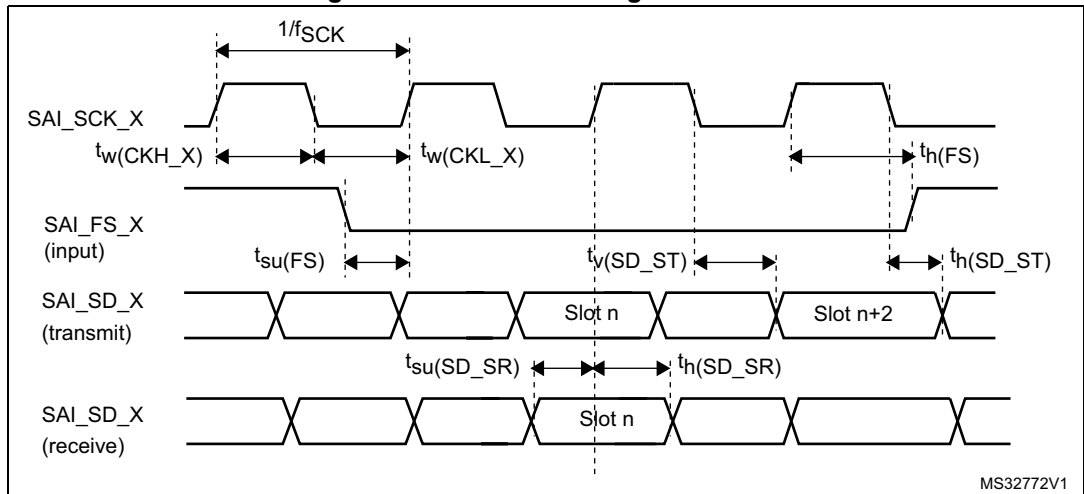 1/fSCK
SAI_SCK_X
tw(CKH_X)
tw(CKL_X)
th(FS)
SAI_FS_X
(input)
tsu(FS)
tv(SD_ST)
th(SD_ST)
SAI_SD_X
(transmit)
Slot n
Slot n+2
tsu(SD_SR)
th(SD_SR)
SAI_SD_X
(receive)
Slot n
MS32772V1